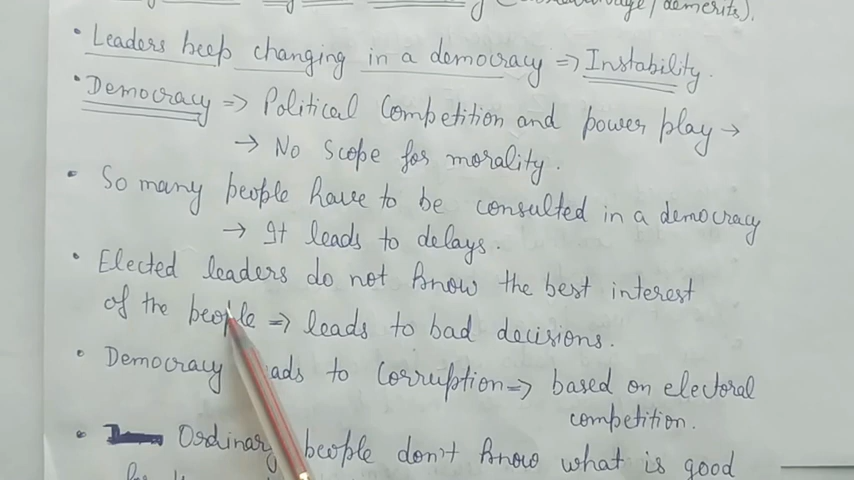 demerits).
• Leaders keep changing in a democracy => Instability.
• Democracy => Political Competition and power play →
→ No scope for morality.
• So many people have to be consulted in a democracy
→ It leads to delays.
• Elected leaders do not know the best interest
of the people => leads to bad decisions.
• Democracy ads to Corruption => based on electoral
competition.
• Ordinary people don't know what is good